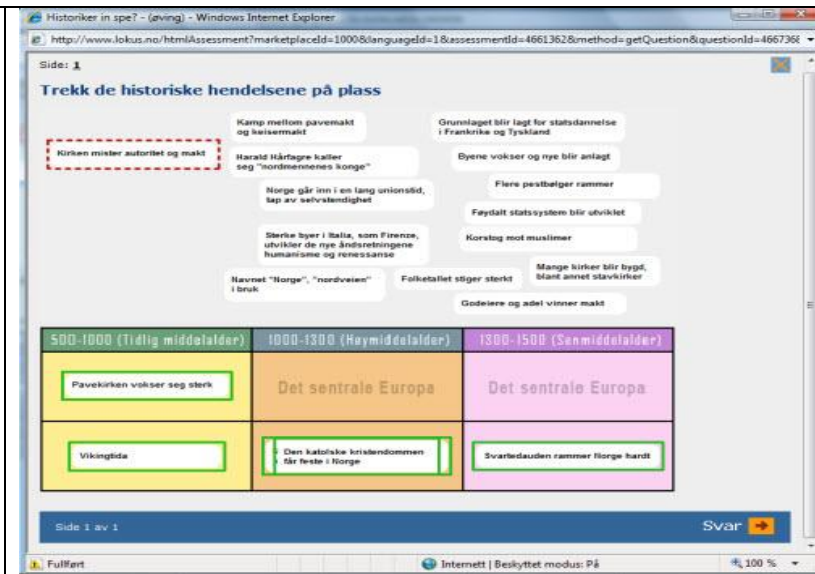 Historiker in spe? - (øving) - Windows Internet Explorer
http://www.lokus.no/htmlAssessment?marketplaceId=1000&languageId=1&assessmentId=4661362&method=getQuestion&questionId=4667368
Side: 1
Trekk de historiske hendelsene på plass
Kirken mister autoritet og makt
Kamp mellom pavemakt
og keisermakt
Grunnlaget blir lagt for statsdannelse
i Frankrike og Tyskland
Harald Hårfagre kaller
seg "nordmennenes konge"
Byene vokser og nye blir anlagt
Norge går inn i en lang unionstid,
tap av selvstendighet
Flere pestbølger rammer
Føydalt statssystem blir utviklet
Sterke byer i Italia, som Firenze,
utvikler de nye åndsretningene
humanisme og renessanse
Korstog mot muslimer
Navnet "Norge", "nordveien"
i bruk
Folketallet stiger sterkt
Mange kirker blir bygd,
blant annet stavkirker
Godeiere og adel vinner makt
500-1000 (Tidlig middelalder)
1000-1300 (Høymiddelalder)
1300-1500 (Senmiddelalder)
Pavekirken vokser seg sterk
Det sentrale Europa
Det sentrale Europa
Vikingtida
Den katolske kristendommen
får feste i Norge
Svartedauden rammer Norge hardt
Side 1 av 1
Svar
Fullført
Internett | Beskyttet modus: På
100 %